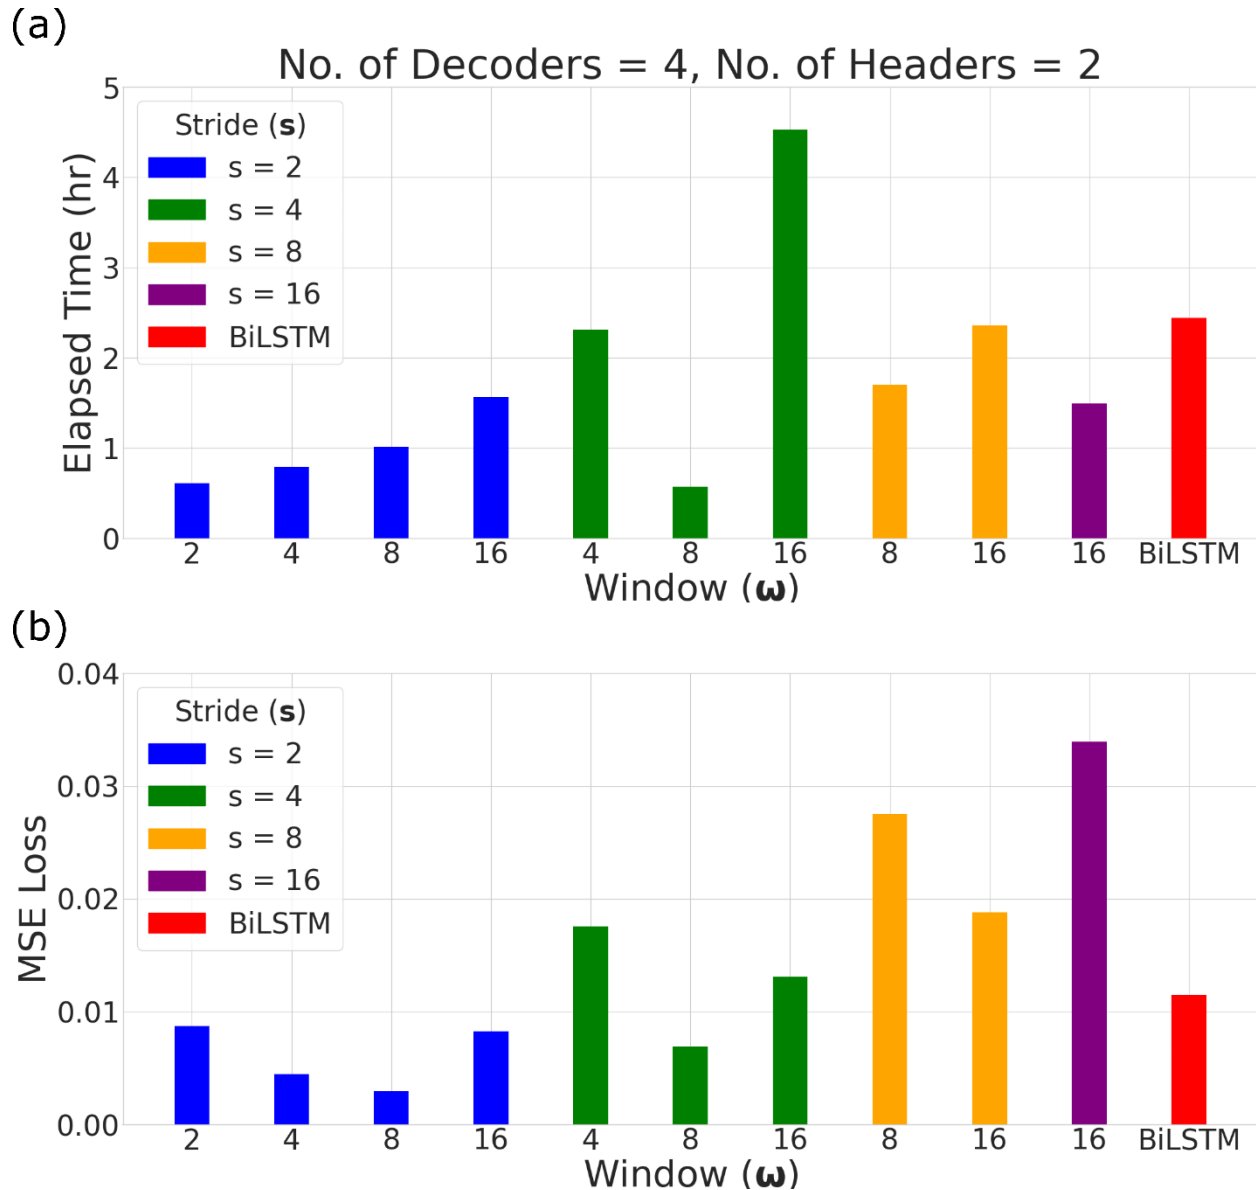 (a)
No. of Decoders = 4, No. of Headers = 2
Elapsed Time (hr)
5
4
3
2
1
0
Stride (s)
s = 2
s = 4
s = 8
s = 16
BiLSTM
2 4 8 16 4 8 16 8 16 16 BiLSTM
Window (ω)
(b)
MSE Loss
0.04
0.03
0.02
0.01
0.00
Stride (s)
s = 2
s = 4
s = 8
s = 16
BiLSTM
2 4 8 16 4 8 16 8 16 16 BiLSTM
Window (ω)